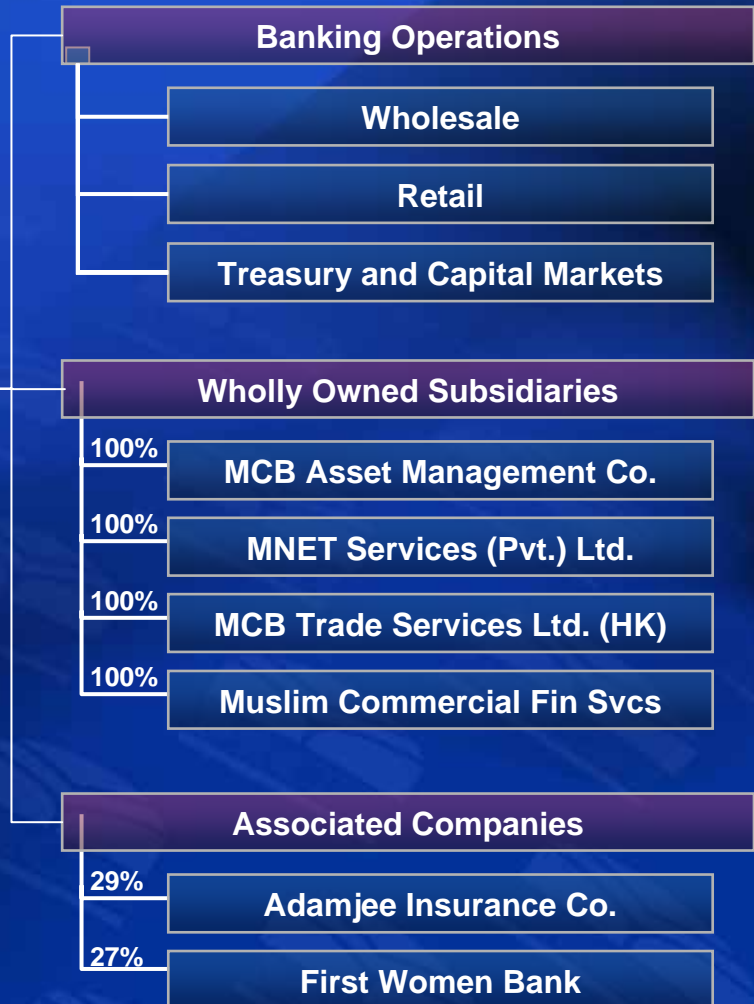 Banking Operations
Wholesale
Retail
Treasury and Capital Markets
Wholly Owned Subsidiaries
100%
MCB Asset Management Co.
100%
MNET Services (Pvt.) Ltd.
100%
MCB Trade Services Ltd. (HK)
100%
Muslim Commercial Fin Svcs
Associated Companies
29%
Adamjee Insurance Co.
27%
First Women Bank